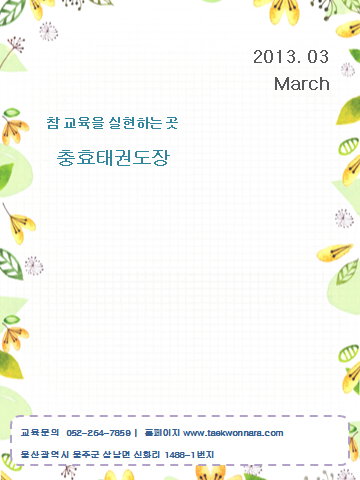 2013. 03
March
참 교육을 실현하는 곳
충효태권도장
교육문의 052-264-7859 | 홈페이지 www.taekwonnara.com
울산광역시 울주군 삼남면 신화리 1488-1번지